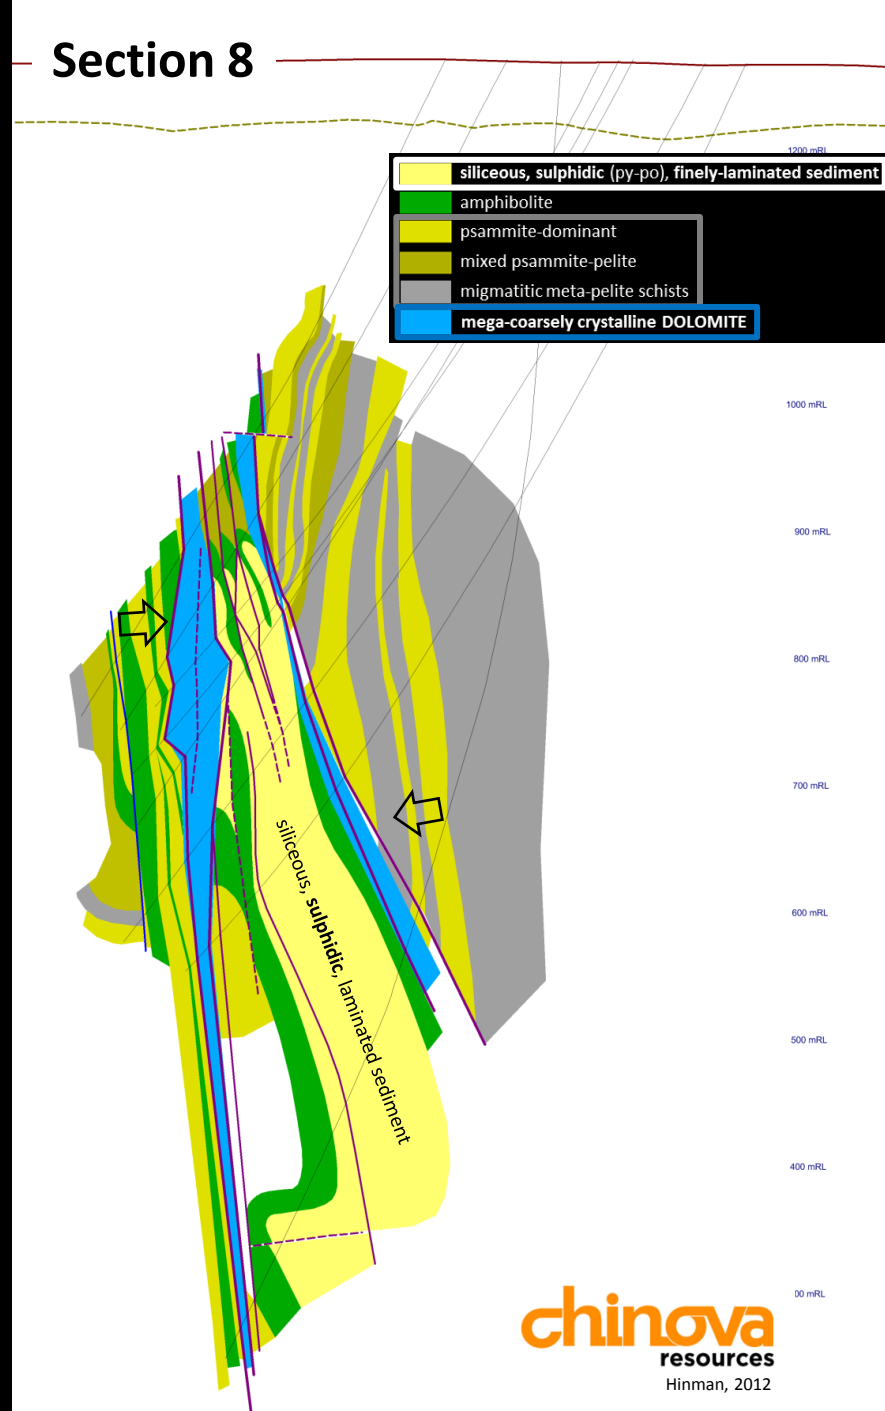 Section 8
1200 mRL
siliceous, sulphidic (py-po), finely-laminated sediment
amphibolite
psammite-dominant
mixed psammite-pelite
migmatitic meta-pelite schists
mega-coarsely crystalline DOLOMITE
1000 mRL
900 mRL
800 mRL
700 mRL
siliceous, sulphidic, laminated sediment
600 mRL
500 mRL
400 mRL
00 mRL
chinova
resources
Hinman, 2012